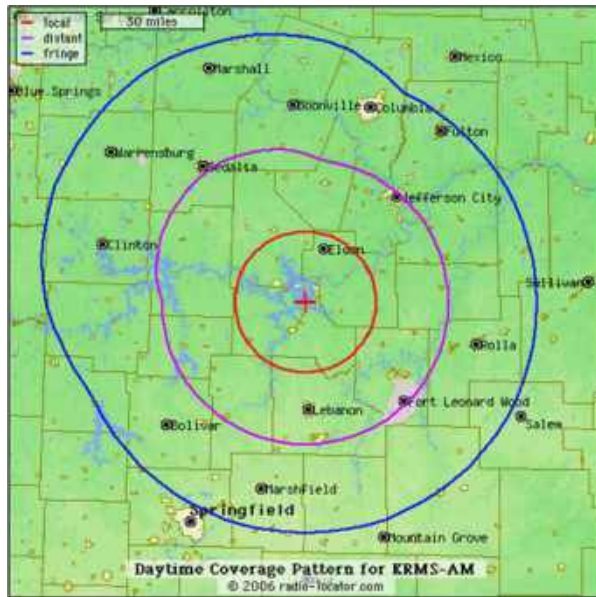 local
distant
fringe
30 miles
Carrollton
Marshall
Mexico
Blue Springs
Boonville
Columbia
Fulton
Warrensburg
Sedalia
Jefferson City
Clinton
Eldon
Sullivan
Rolla
Lebanon
Fort Leonard Wood
Bolivar
Salem
Marshfield
Springfield
Mountain Grove
Daytime Coverage Pattern for KRMS-AM
© 2006 radio-locator.com